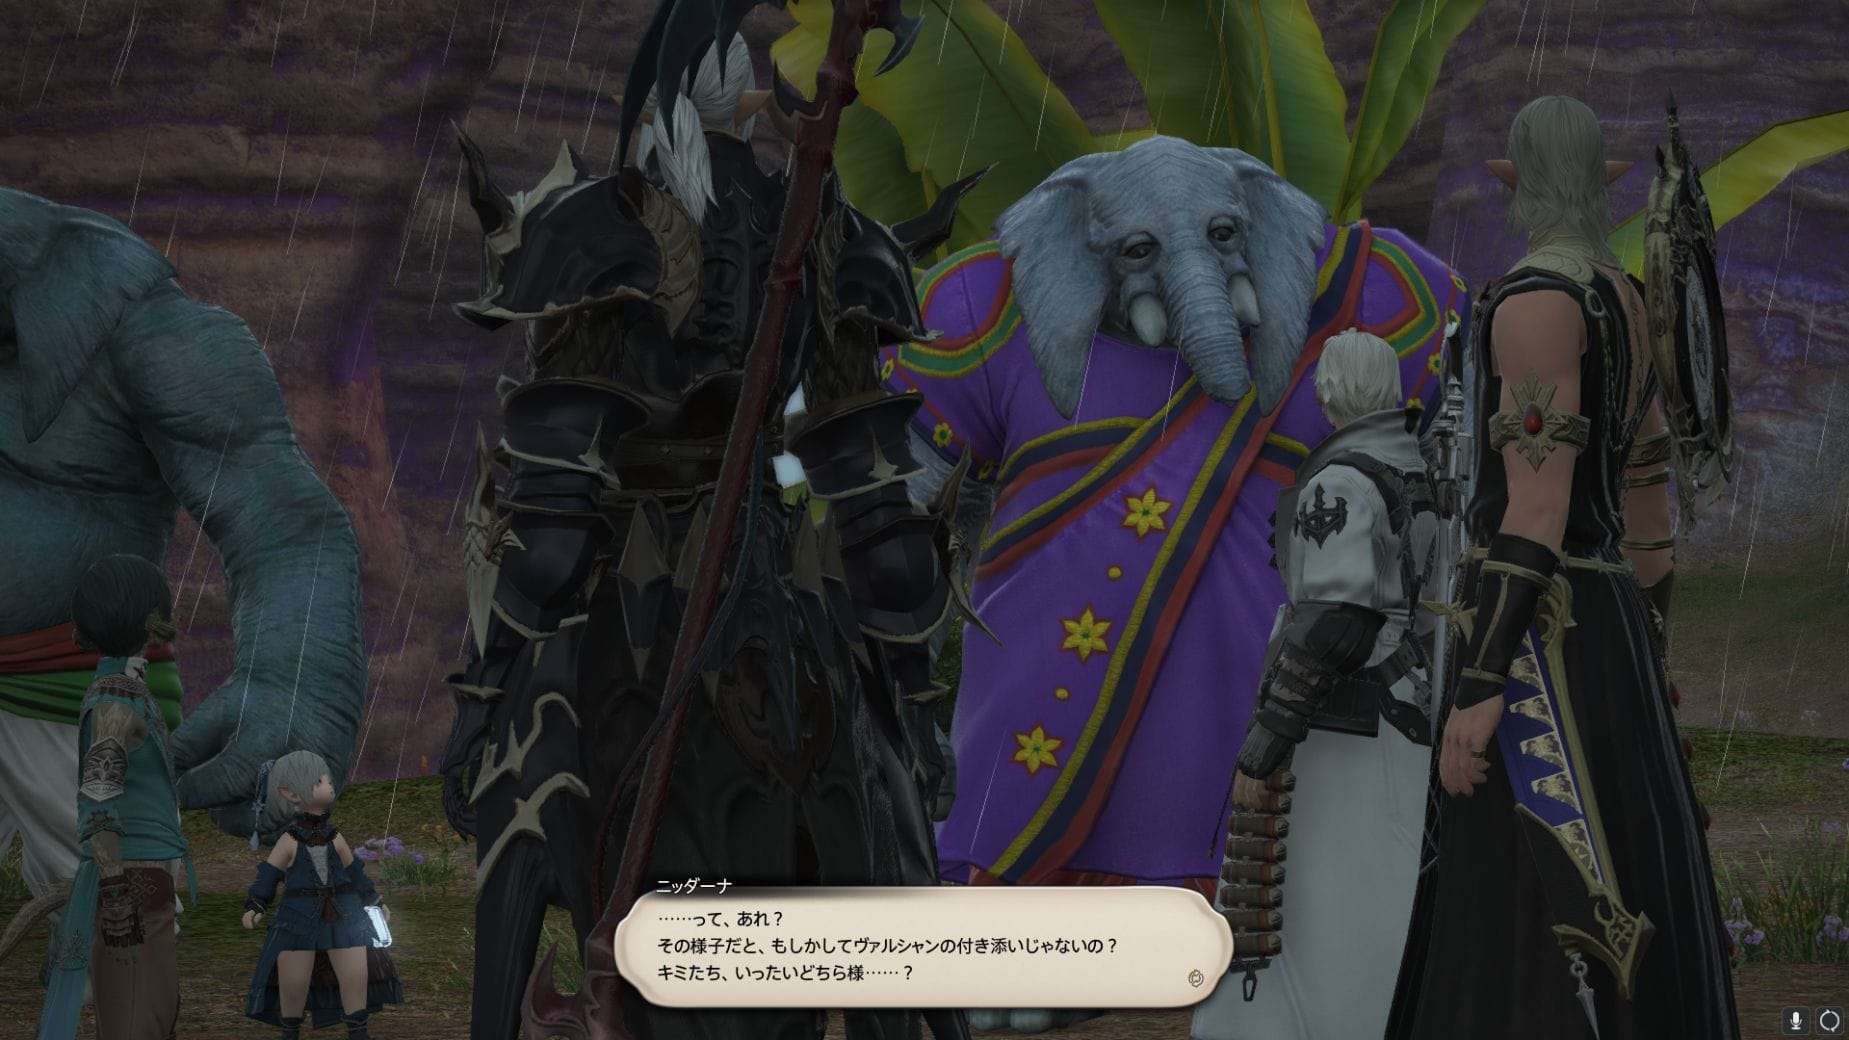 ニッダーナ
……って、あれ？
その様子だと、もしかしてヴァルシャンの付き添いじゃないの？
キミたち、いったいどちら様……？